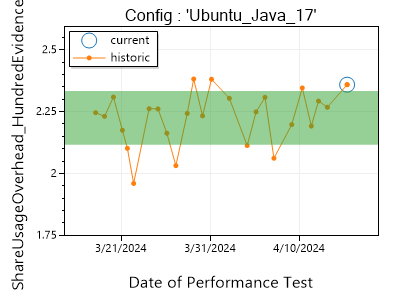 Config : 'Ubuntu_Java_17'
current
historic
ShareUsageOverhead_HundredEvidence
2.5
2.25
2
1.75
3/21/2024
3/31/2024
4/10/2024
Date of Performance Test